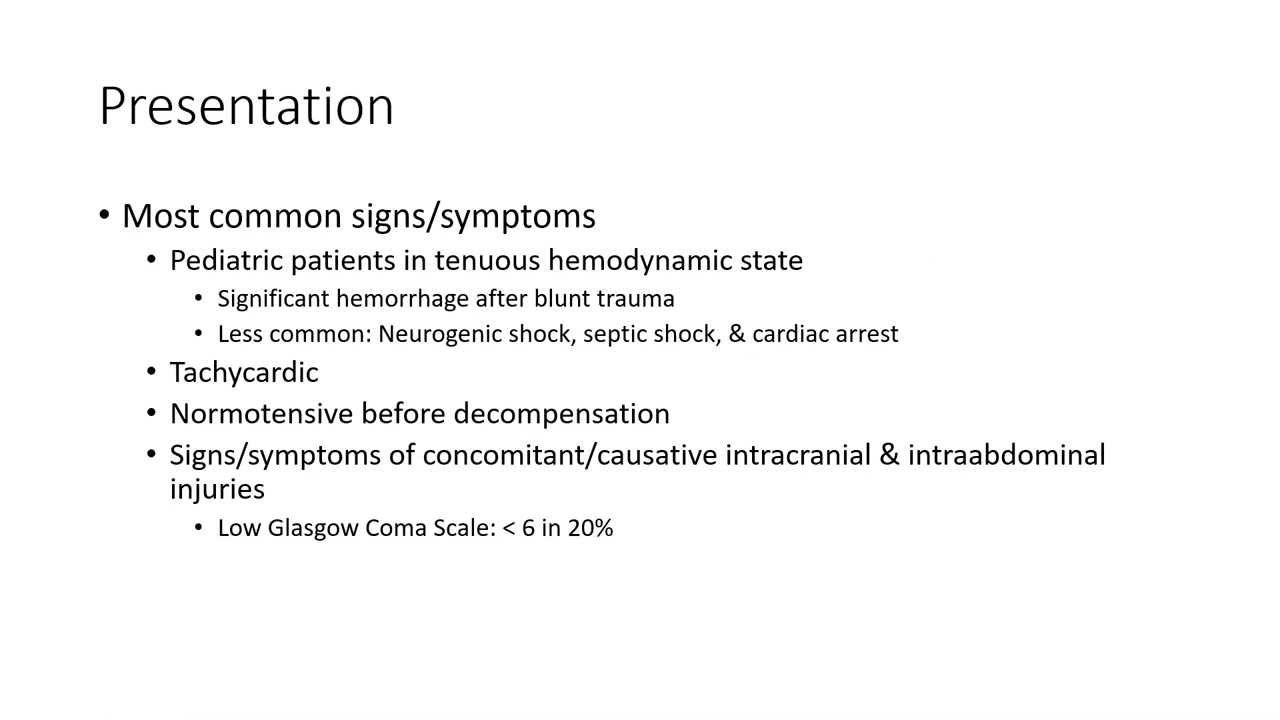 Presentation
• Most common signs/symptoms
• Pediatric patients in tenuous hemodynamic state
• Significant hemorrhage after blunt trauma
• Less common: Neurogenic shock, septic shock, & cardiac arrest
• Tachycardic
• Normotensive before decompensation
• Signs/symptoms of concomitant/causative intracranial & intraabdominal
injuries
• Low Glasgow Coma Scale: < 6 in 20%